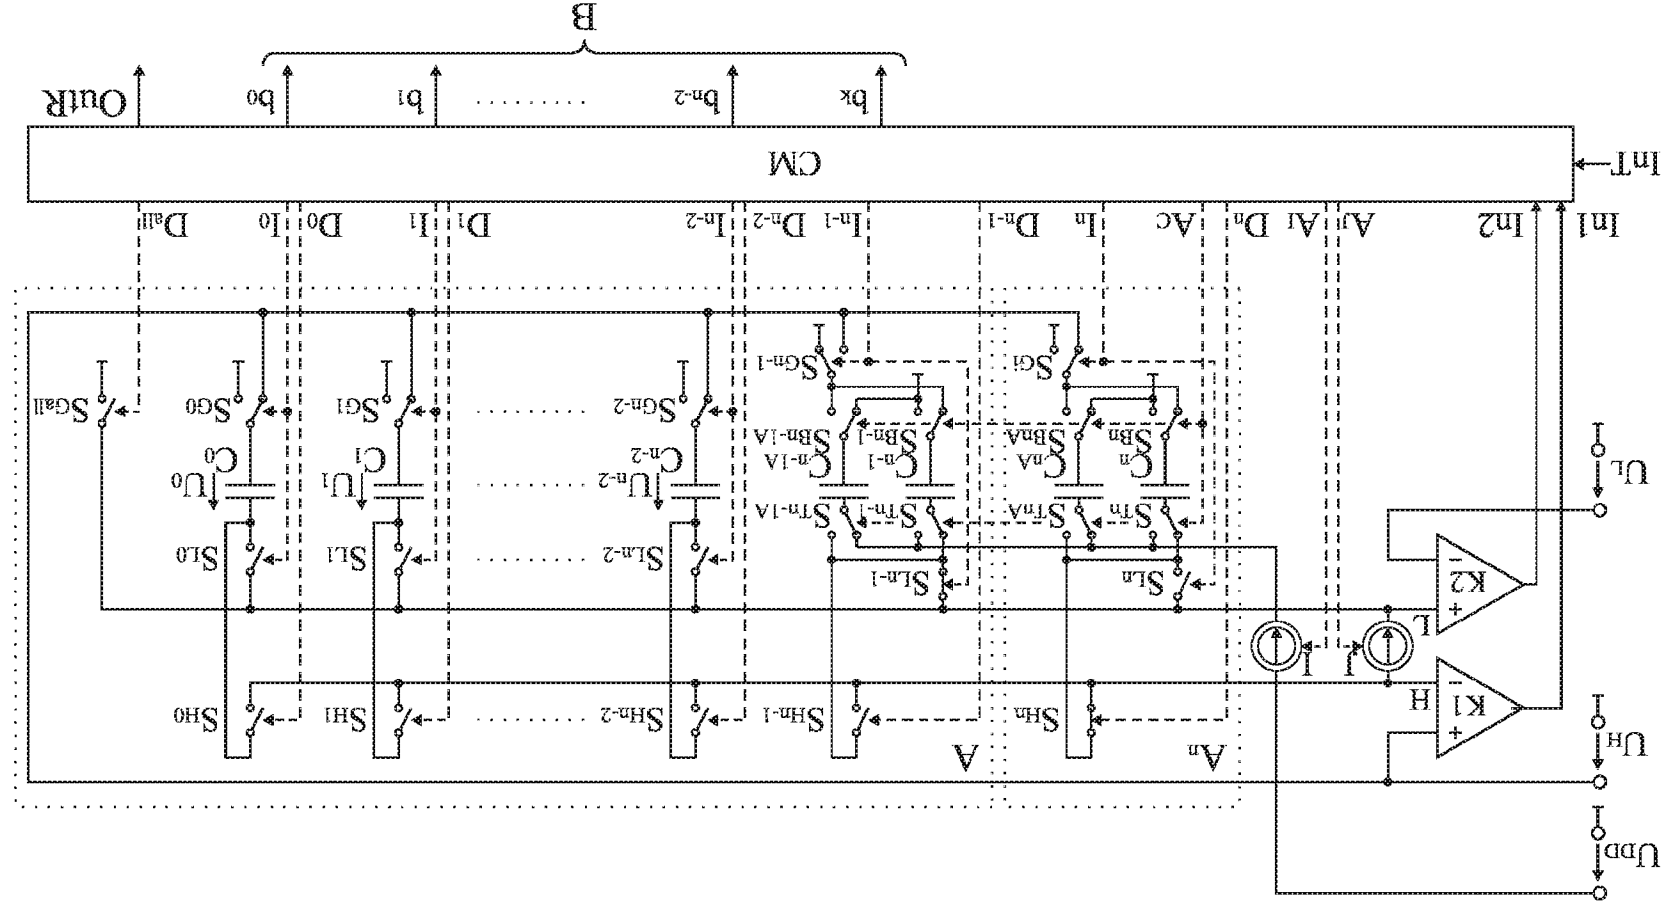 UDD
An A
UH + K1 − H SHn SHn-1 SHn-2 SH1 SH0
J I
+ K2 − L
SLn SLn-1 SLn-2 SL1 SL0
UL
STn STnA STn-1 STn-1A
Un-2 U1 U0
Cn CnA Cn-1 Cn-1A Cn-2 C1 C0
SBn SBnA SBn-1 SBn-1A
SGn-2 SG1 SG0 SGall
SGi SGn-1
In1 In2 AJ AI Dn AC In Dn-1 In-1 Dn-2 In-2 D1 I1 D0 I0 Dall
InT CM
bk bn-2 b1 b0 OutR
B